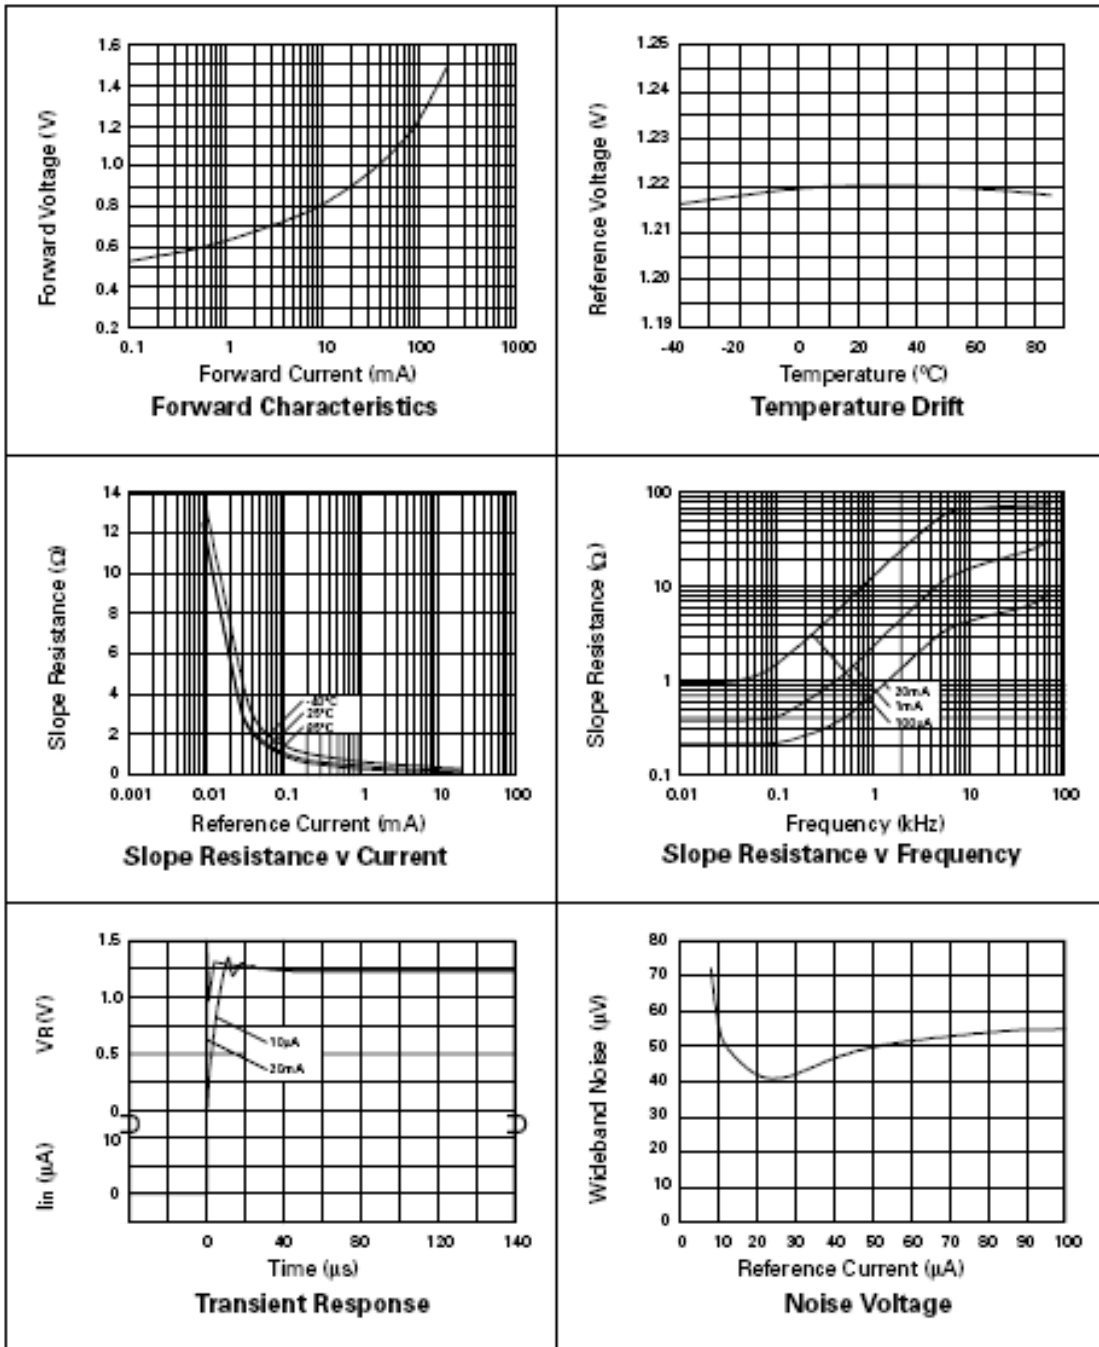 1.6
1.4
1.2
1.0
0.8
0.6
0.4
0.2
Forward Voltage (V)
0.1 1 10 100 1000
Forward Current (mA)
Forward Characteristics
1.25
1.24
1.23
1.22
1.21
1.20
1.19
Reference Voltage (V)
-40 -20 0 20 40 60 80
Temperature (ºC)
Temperature Drift
14
12
10
8
6
4
2
0
Slope Resistance (Ω)
-40°C
25°C
85°C
0.001 0.01 0.1 1 10 100
Reference Current (mA)
Slope Resistance v Current
100
10
1
0.1
Slope Resistance (Ω)
20mA
1mA
100µA
0.01 0.1 1 10 100
Frequency (kHz)
Slope Resistance v Frequency
1.5
1.0
0.5
0
VR(V)
10µA
20mA
10
0
Iin (µA)
0 40 80 120 140
Time (µs)
Transient Response
80
70
60
50
40
30
20
10
0
Wideband Noise (µV)
0 10 20 30 40 50 60 70 80 90 100
Reference Current (µA)
Noise Voltage